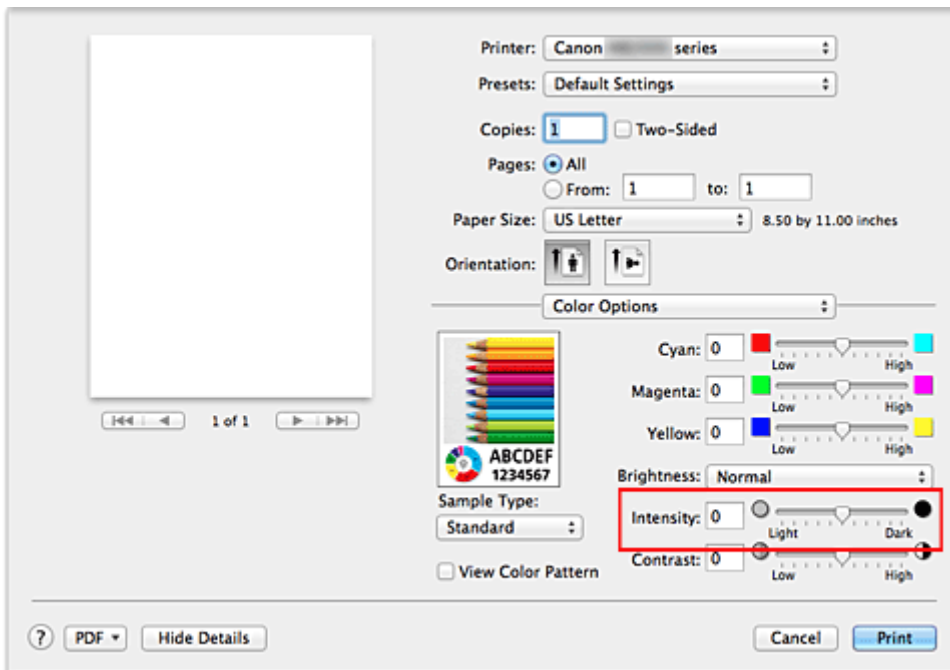 Printer: Canon series
Presets: Default Settings
Copies: 1 Two-Sided
Pages: All
From: 1 to: 1
Paper Size: US Letter 8.50 by 11.00 inches
Orientation:
Color Options
Cyan: 0
Low High
Magenta: 0
Low High
Yellow: 0
Low High
Brightness: Normal
Intensity: 0
Light Dark
Contrast: 0
Low High
ABCDEF
1234567
Sample Type:
Standard
View Color Pattern
1 of 1
? PDF Hide Details Cancel Print